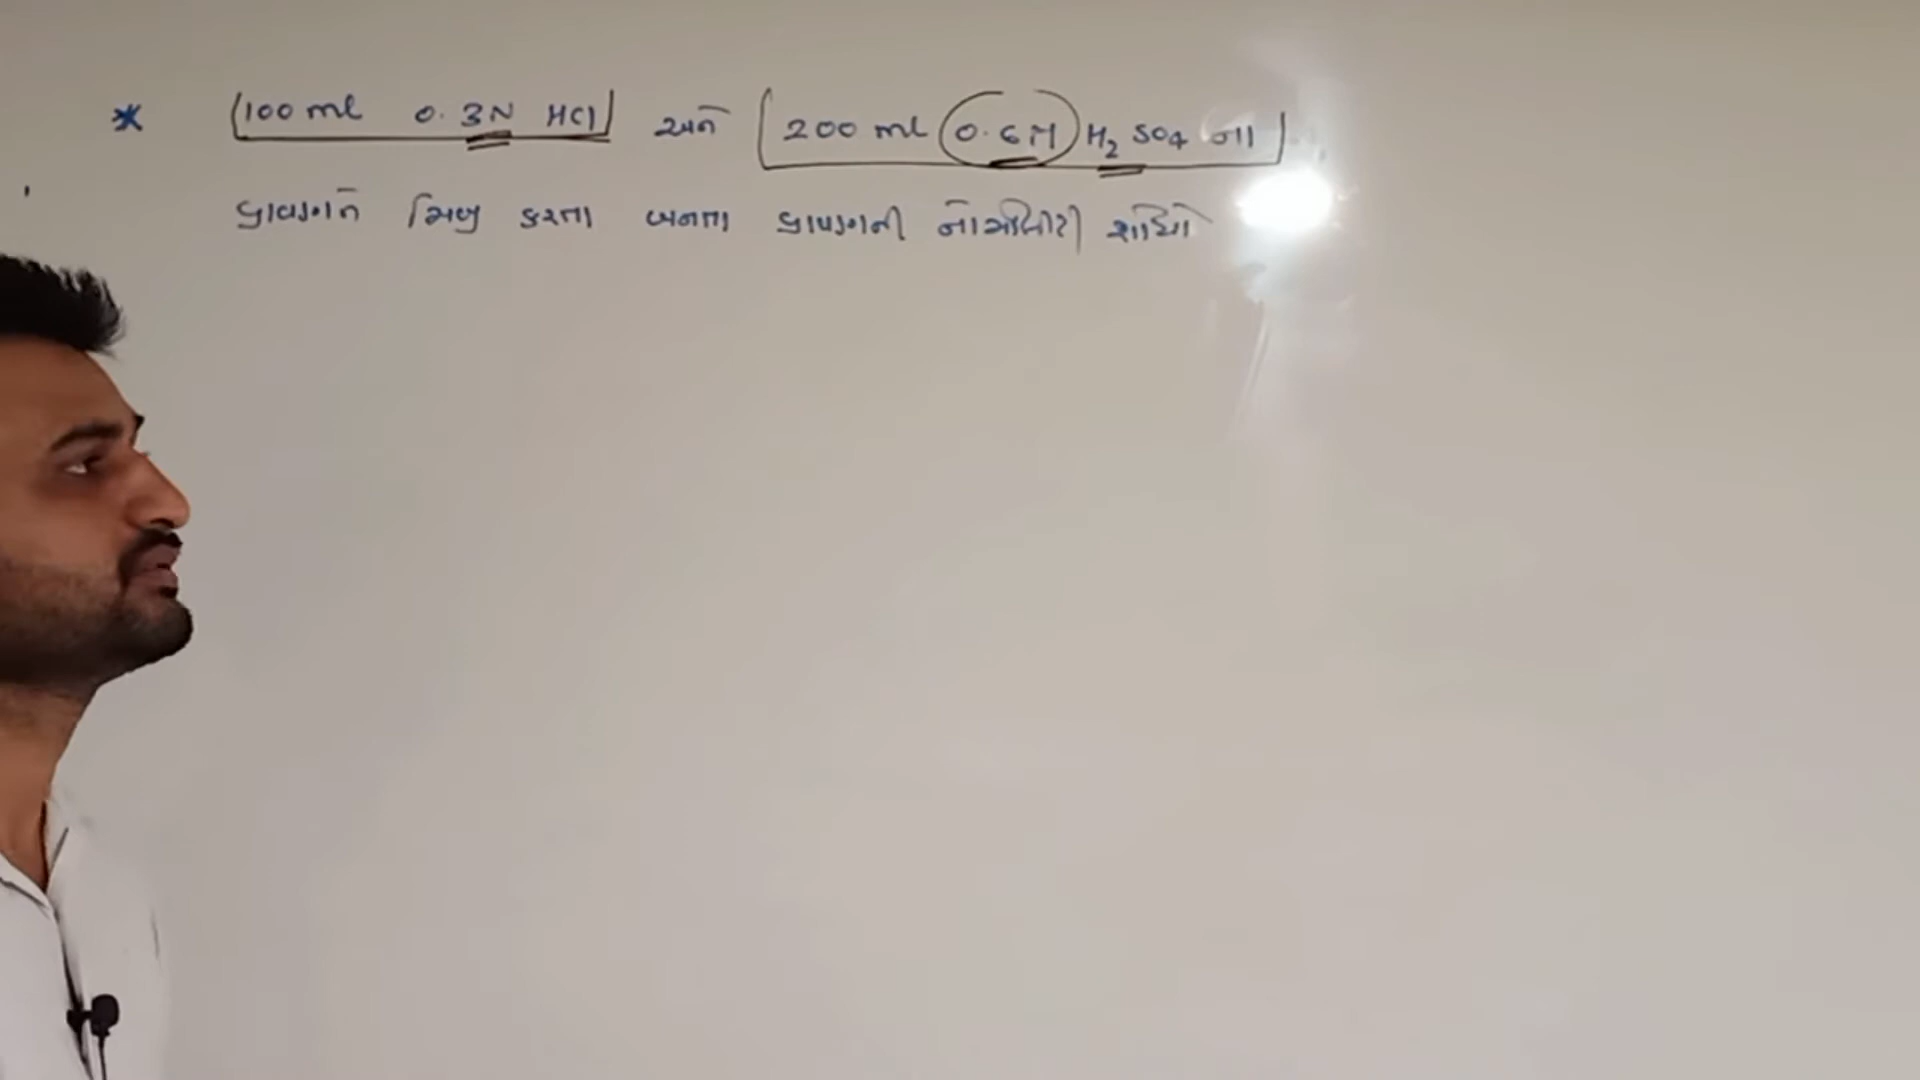 * 100 ml 0.3N HCl અને 200 ml 0.6M H₂SO₄ ના
દ્રાવણને મિશ્ર કરતા બનતા દ્રાવણની નોર્માલિટી શોધો